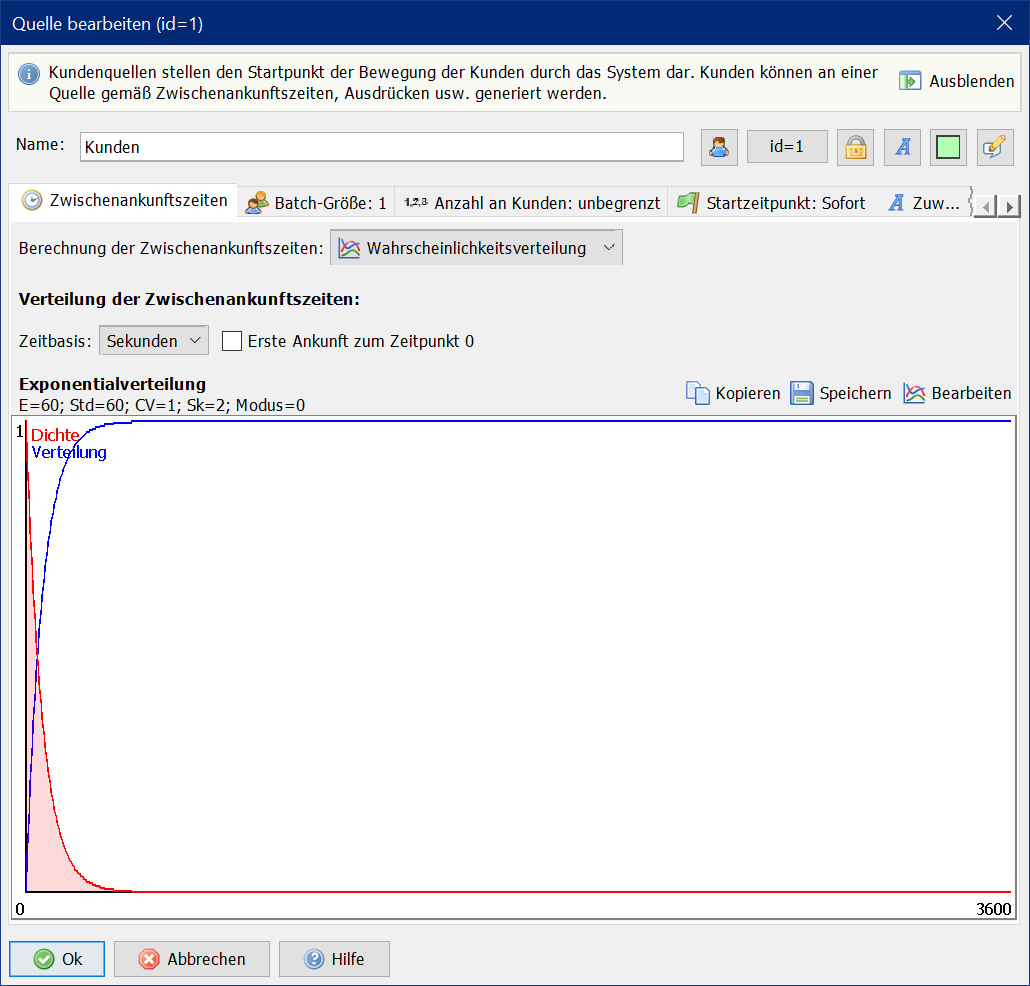 Quelle bearbeiten (id=1)
Kundenquellen stellen den Startpunkt der Bewegung der Kunden durch das System dar. Kunden können an einer
Quelle gemäß Zwischenankunftszeiten, Ausdrücken usw. generiert werden.
Ausblenden
Name:
Kunden
id=1
Zwischenankunftszeiten
Batch-Größe: 1
1,2,3
Anzahl an Kunden: unbegrenzt
Startzeitpunkt: Sofort
Zuw...
Berechnung der Zwischenankunftszeiten:
Wahrscheinlichkeitsverteilung
Verteilung der Zwischenankunftszeiten:
Zeitbasis:
Sekunden
Erste Ankunft zum Zeitpunkt 0
Exponentialverteilung
E=60; Std=60; CV=1; Sk=2; Modus=0
Kopieren
Speichern
Bearbeiten
1
Dichte
Verteilung
0
3600
Ok
Abbrechen
Hilfe